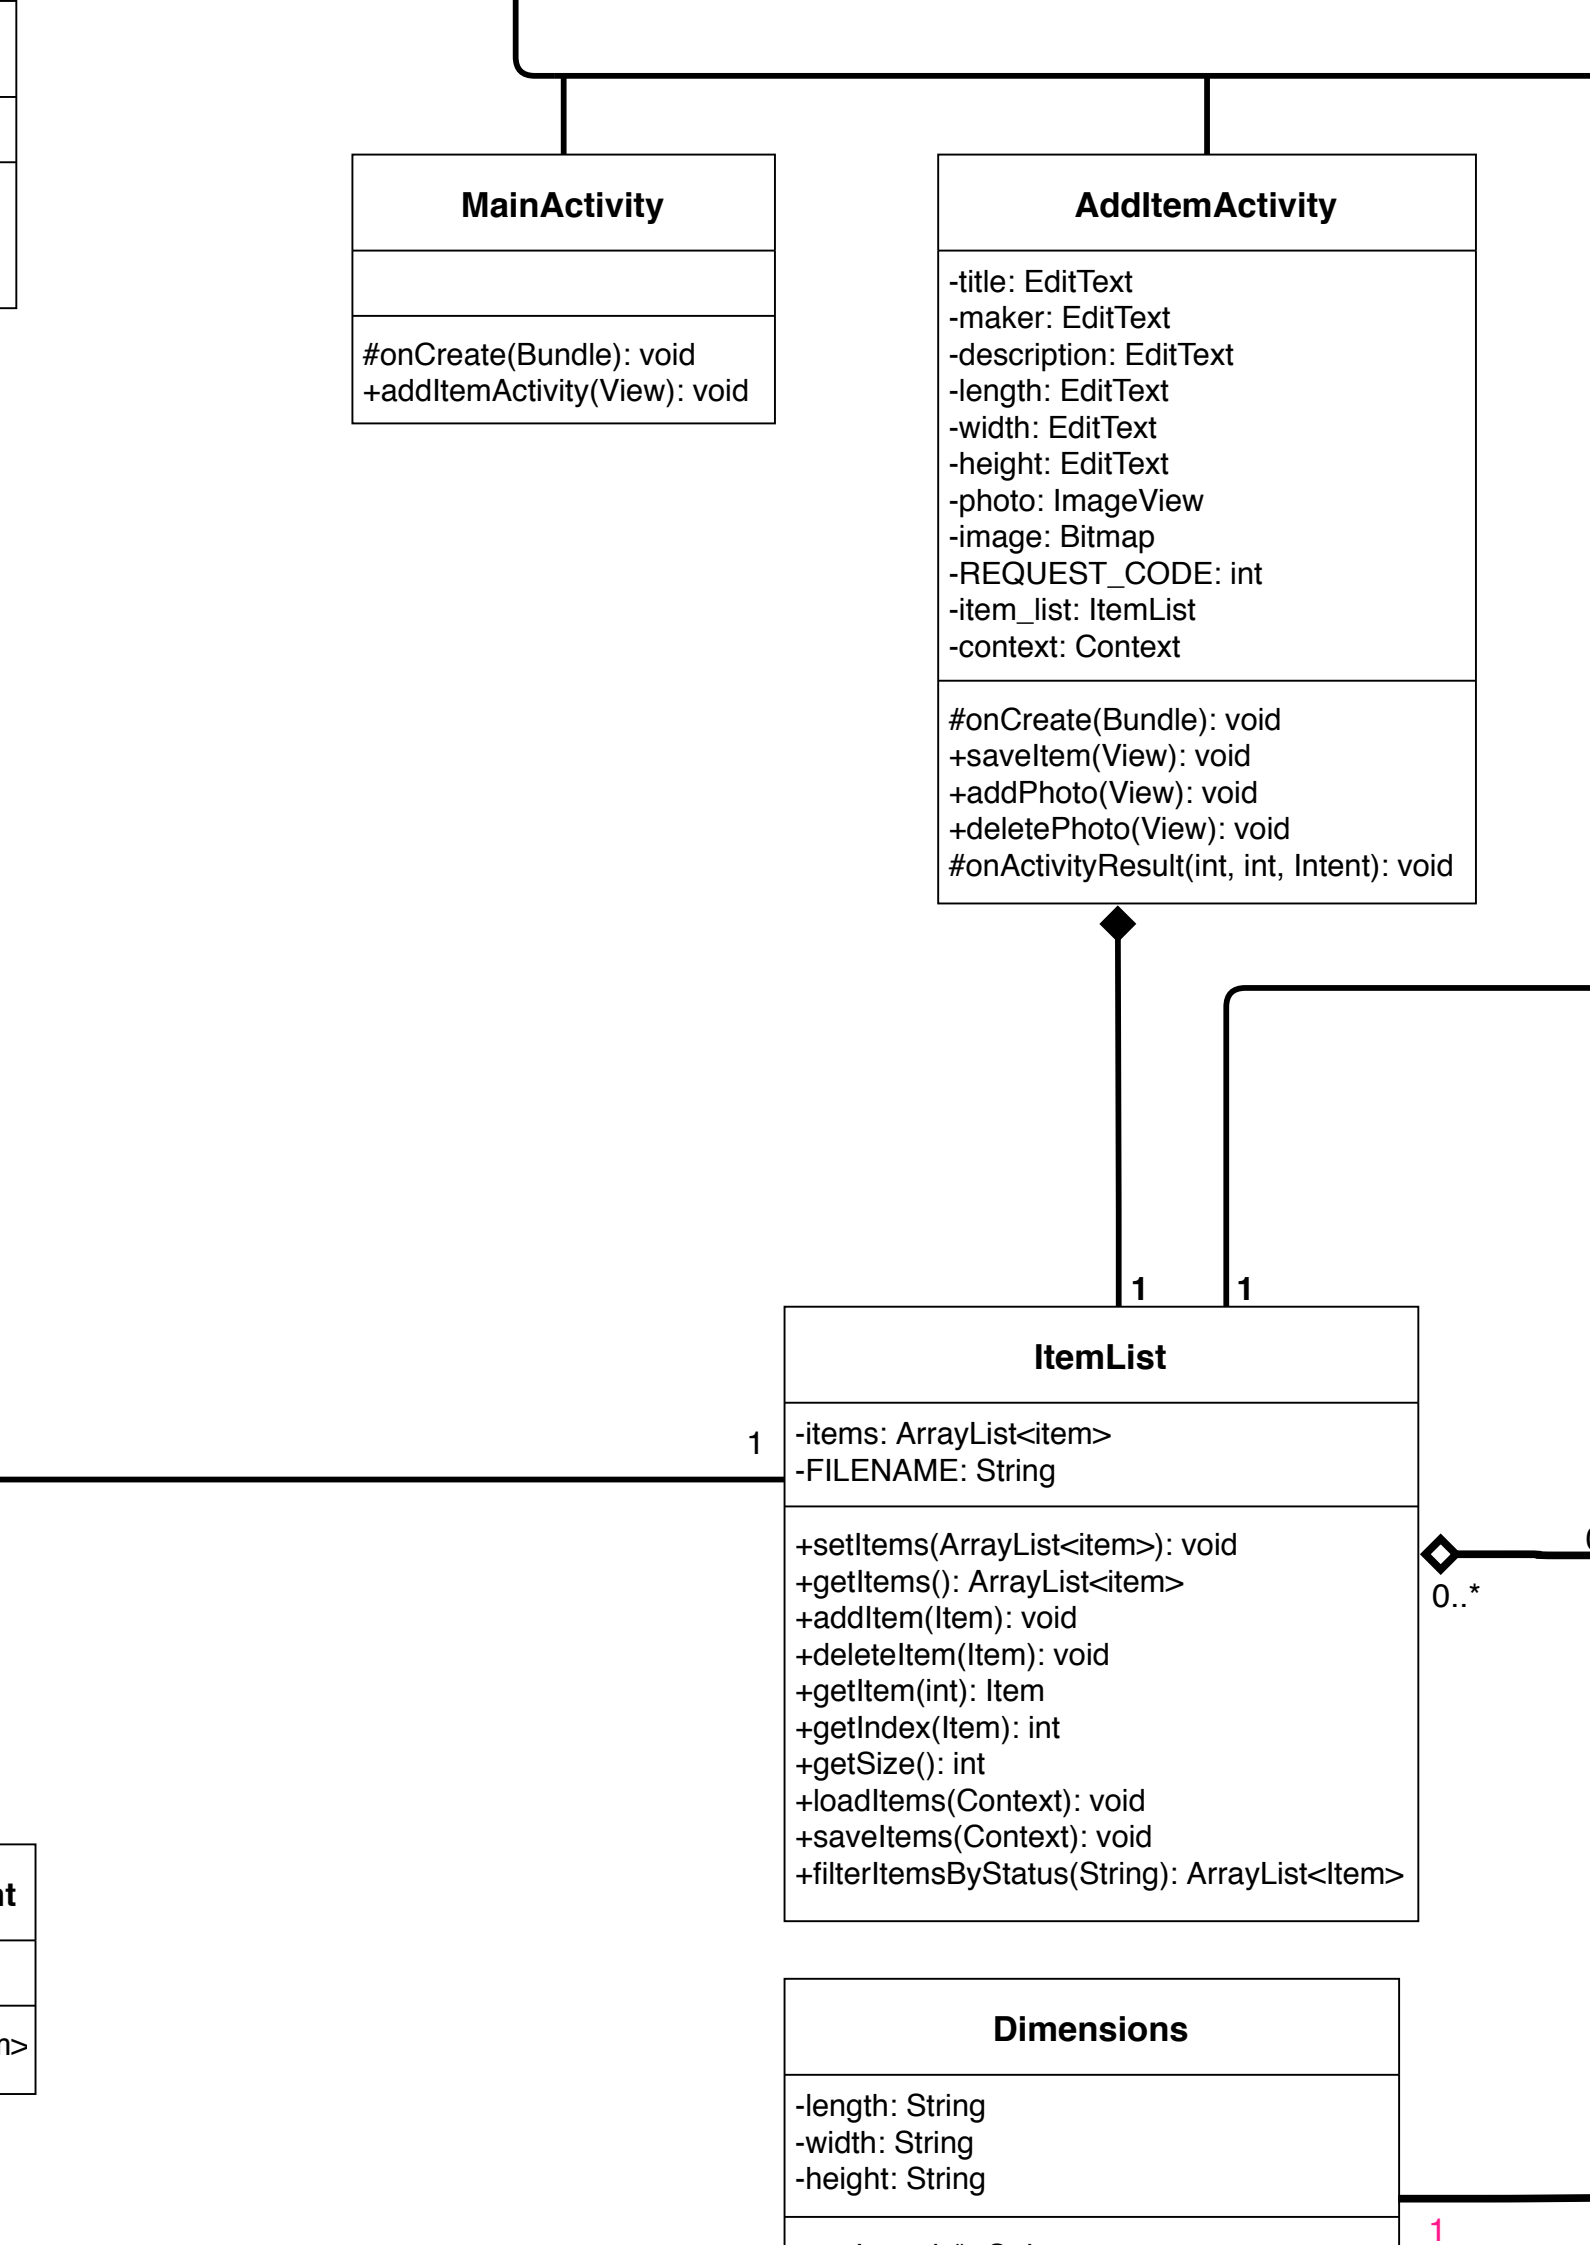 MainActivity
#onCreate(Bundle): void
+addItemActivity(View): void
AddItemActivity
-title: EditText
-maker: EditText
-description: EditText
-length: EditText
-width: EditText
-height: EditText
-photo: ImageView
-image: Bitmap
-REQUEST_CODE: int
-item_list: ItemList
-context: Context
#onCreate(Bundle): void
+saveItem(View): void
+addPhoto(View): void
+deletePhoto(View): void
#onActivityResult(int, int, Intent): void
1
1
ItemList
1
-items: ArrayList<item>
-FILENAME: String
+setItems(ArrayList<item>): void
+getItems(): ArrayList<item>
+addItem(Item): void
+deleteItem(Item): void
+getItem(int): Item
+getIndex(Item): int
+getSize(): int
+loadItems(Context): void
+saveItems(Context): void
+filterItemsByStatus(String): ArrayList<Item>
0..*
Dimensions
-length: String
-width: String
-height: String
1